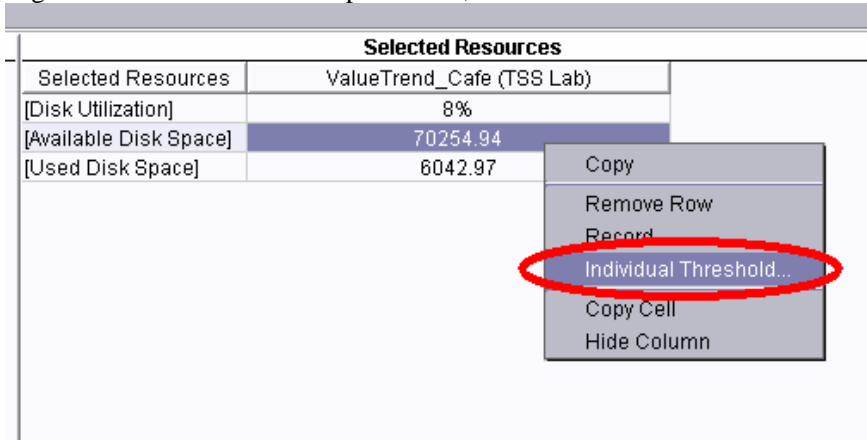 Selected Resources
Selected Resources ValueTrend_Cafe (TSS Lab)
[Disk Utilization] 8%
[Available Disk Space] 70254.94
[Used Disk Space] 6042.97
Copy
Remove Row
Record
Individual Threshold...
Copy Cell
Hide Column